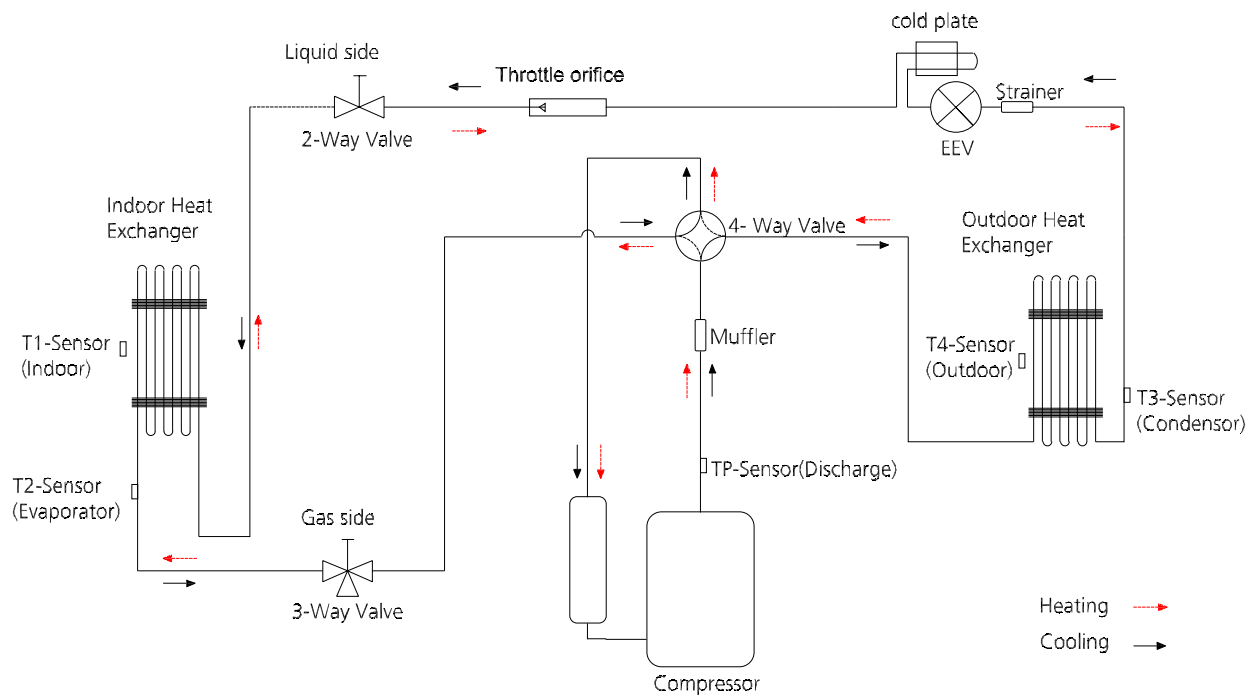 cold plate
Liquid side
Throttle orifice
Strainer
2-Way Valve
EEV
Indoor Heat
Exchanger
4- Way Valve
Outdoor Heat
Exchanger
T1-Sensor
(Indoor)
Muffler
T4-Sensor
(Outdoor)
T3-Sensor
(Condensor)
TP-Sensor(Discharge)
T2-Sensor
(Evaporator)
Gas side
3-Way Valve
Heating
Cooling
Compressor